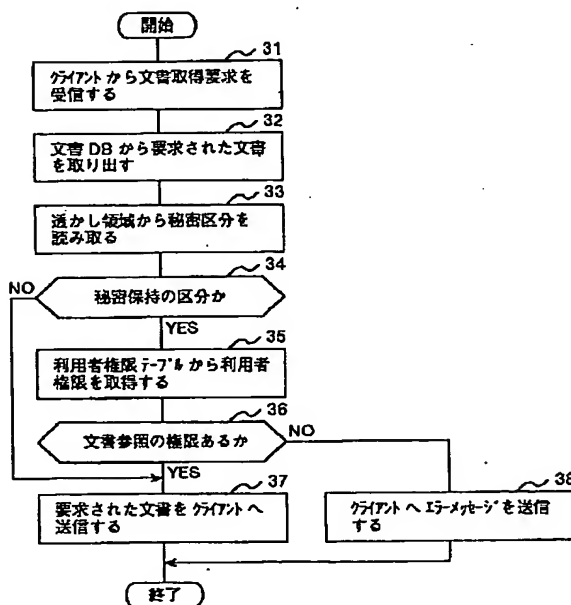 開始
31
クライアントから文書取得要求を
受信する
32
文書DBから要求された文書
を取り出す
33
透かし領域から秘密区分を
読み取る
34
NO
秘密保持の区分か
YES
35
利用者権限テーブルから利用者
権限を取得する
36
文書参照の権限あるか
NO
YES
37
要求された文書をクライアントへ
送信する
38
クライアントへエラーメッセージを送信
する
終了